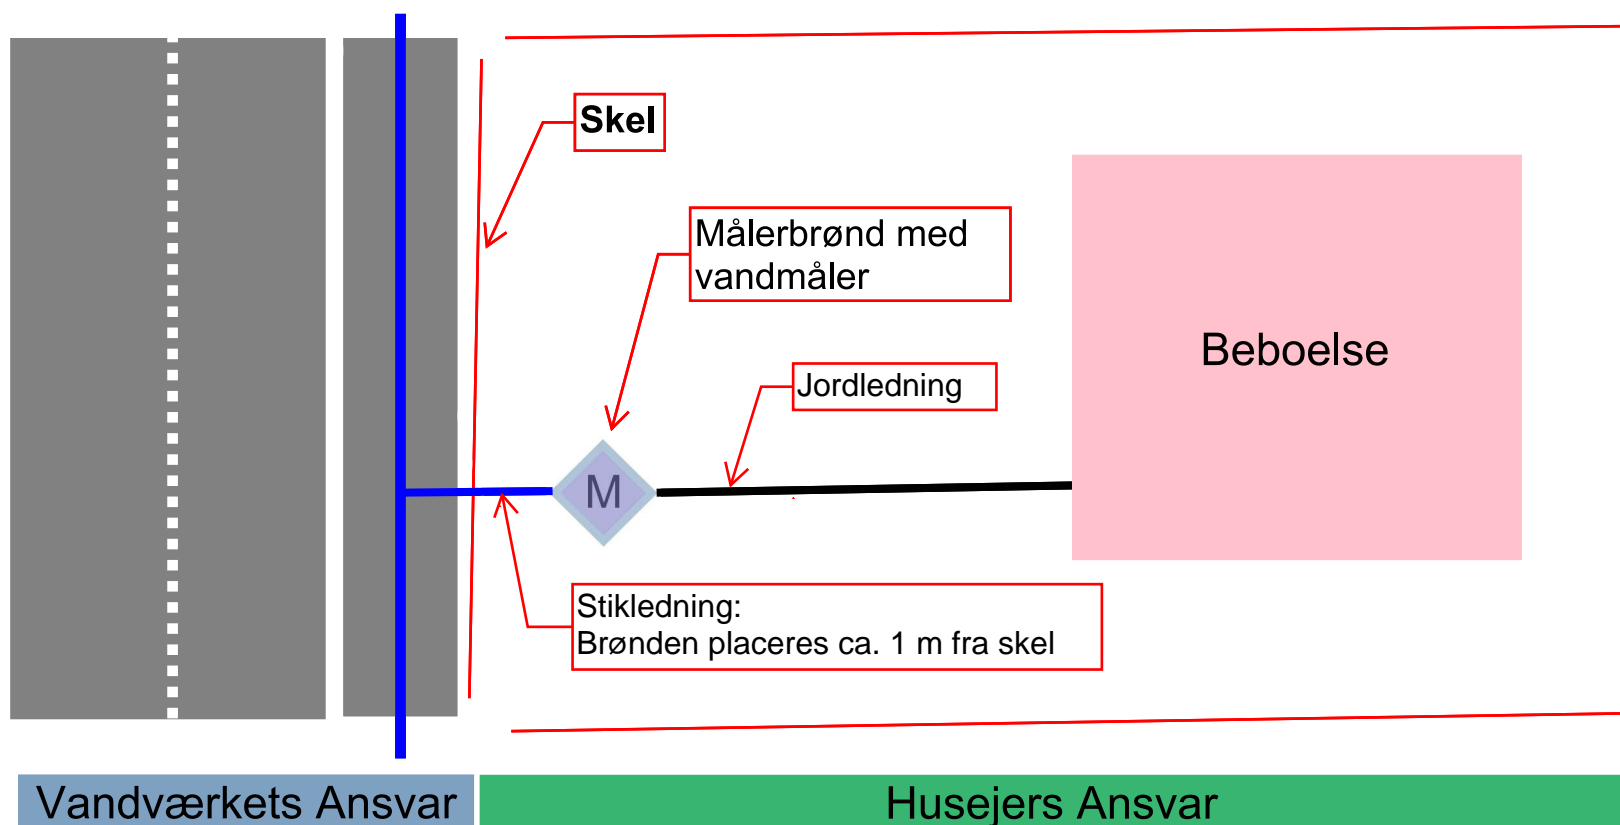 Skel
Målerbrønd med
vandmåler
Beboelse
Jordledning
M
Stikledning:
Brønden placeres ca. 1 m fra skel
Vandværkets Ansvar
Husejers Ansvar